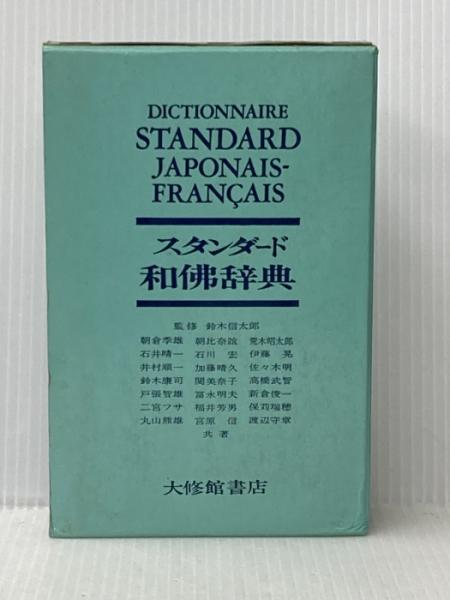 DICTIONNAIRE
STANDARD
JAPONAIS-
FRANÇAIS
スタンダード
和佛辞典
監修 鈴木信太郎
朝倉季雄 朝比奈誼 荒木昭太郎
石井晴一 石川宏 伊藤晃
井村順一 加藤晴久 佐々木明
鈴木康司 関美奈子 高橋武智
戸張智雄 冨永明夫 新倉俊一
二宮フサ 福井芳男 保苅瑞穂
丸山熊雄 宮原信 渡辺守章
共著
大修館書店